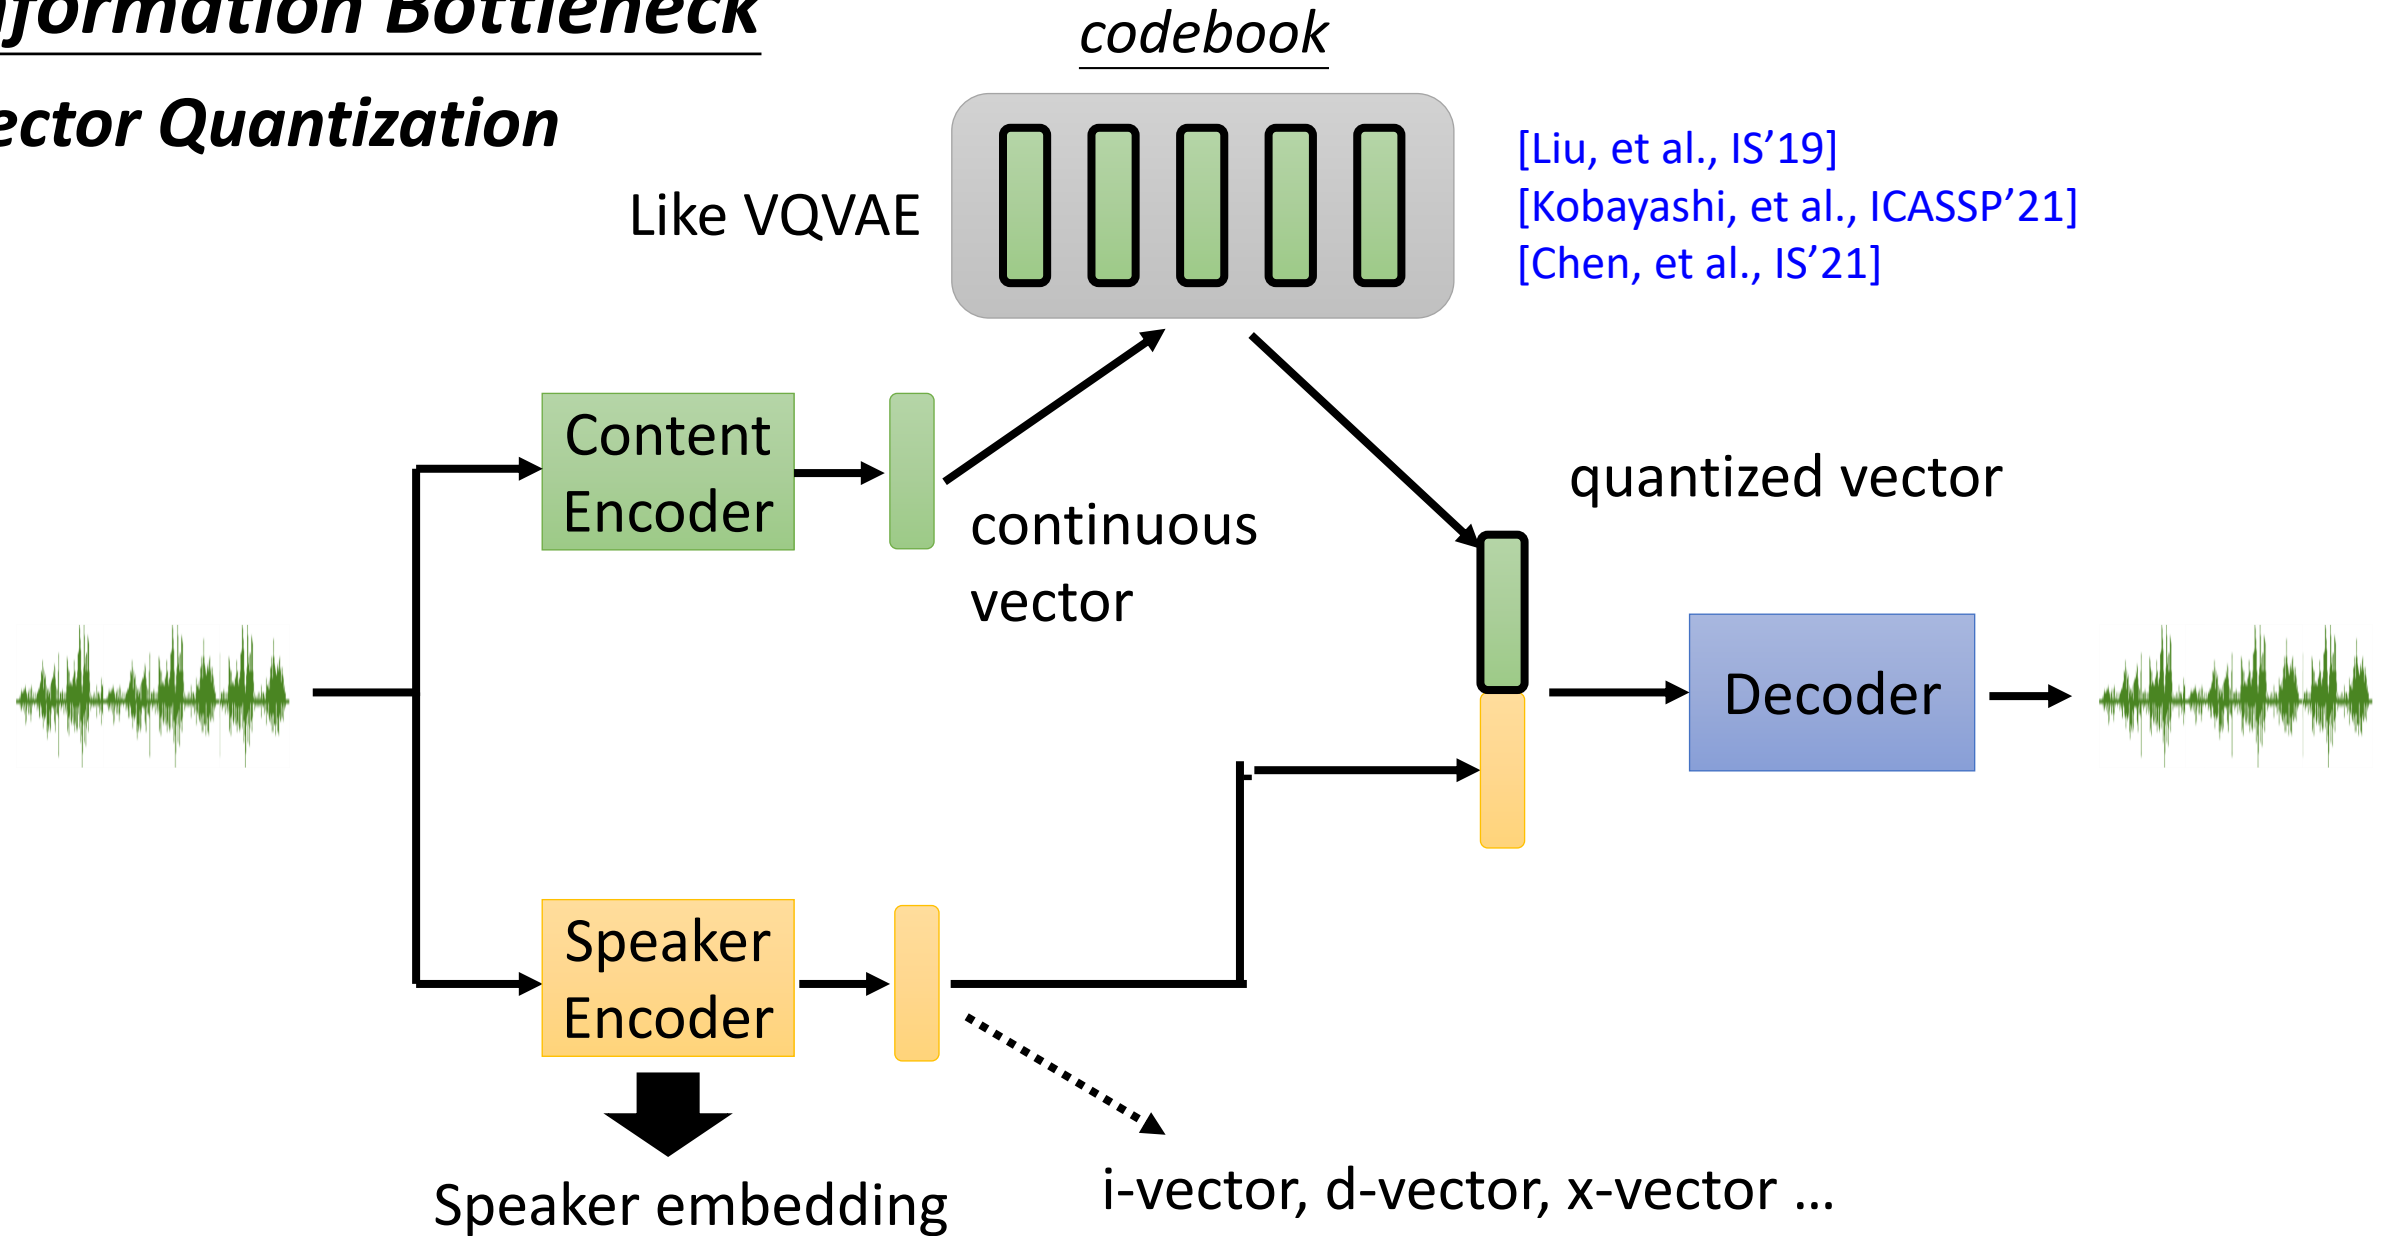 nformation Bottleneck
ector Quantization
codebook
Like VQVAE
[Liu, et al., IS’19]
[Kobayashi, et al., ICASSP’21]
[Chen, et al., IS’21]
Content
Encoder
continuous
vector
quantized vector
Decoder
Speaker
Encoder
Speaker embedding
i-vector, d-vector, x-vector ...